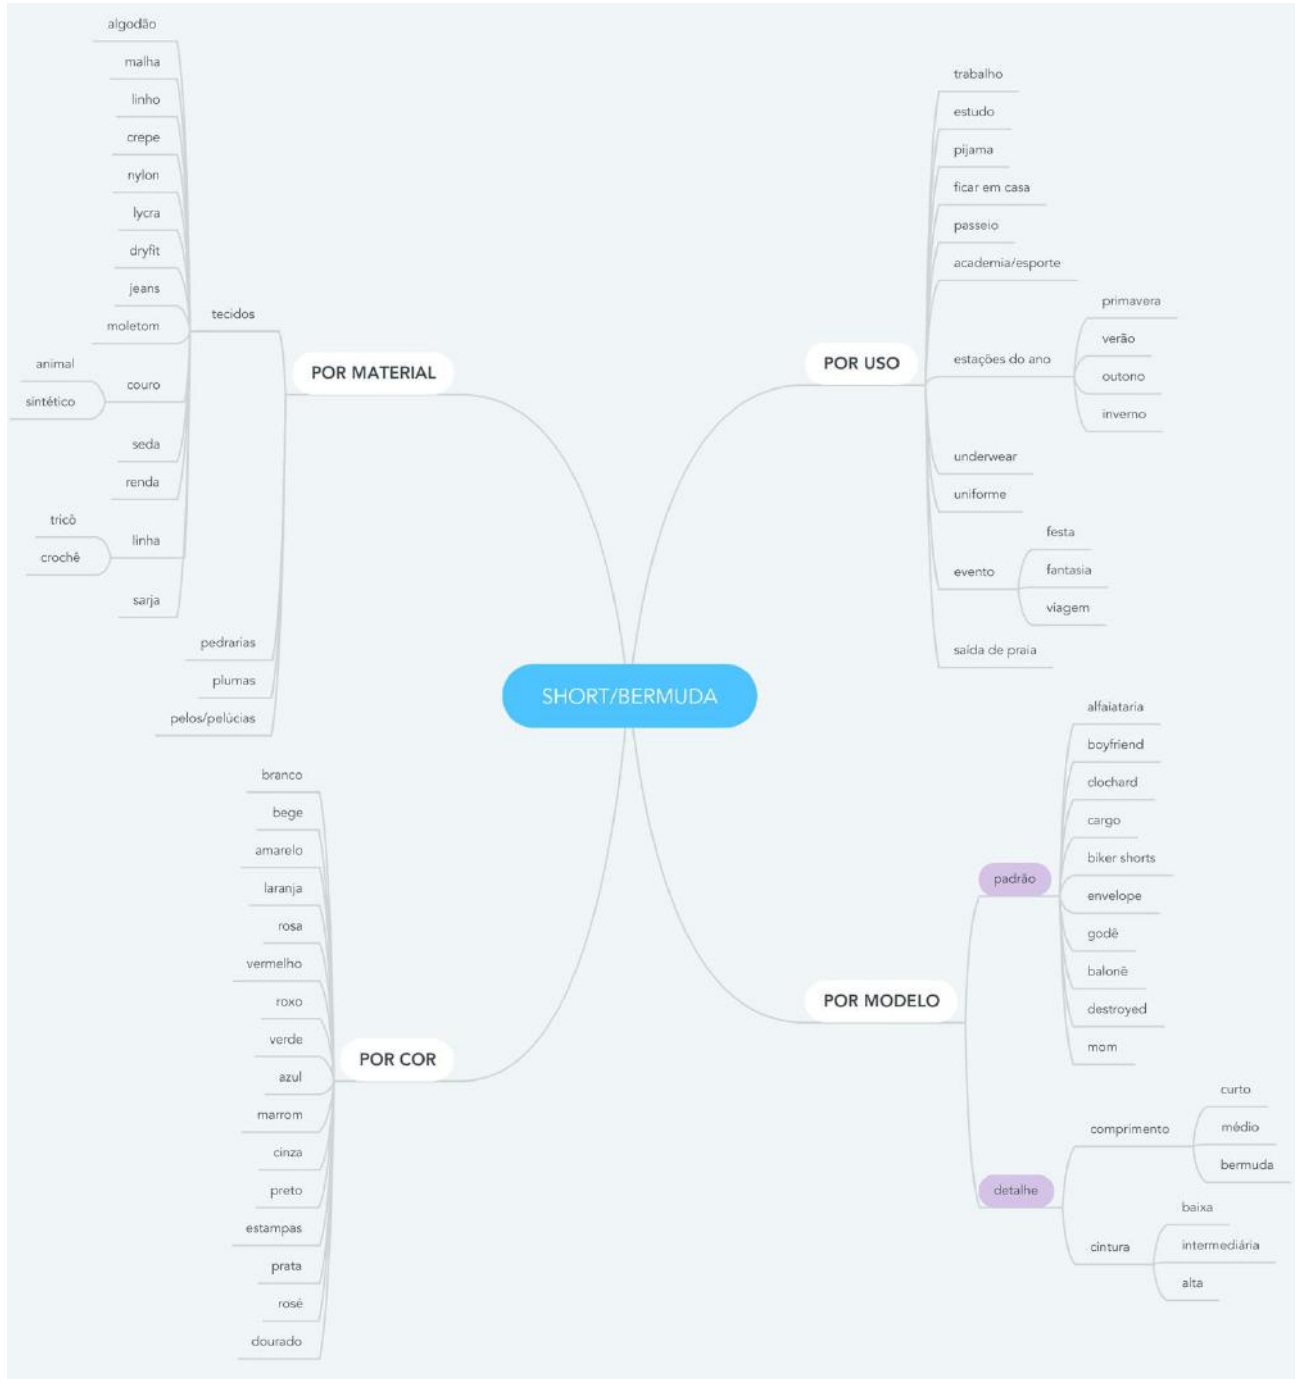 algodão
malha
linho
crepe
nylon
lycra
dryfit
jeans
moletom
tecidos
animal
couro
sintético
seda
renda
tricô
linha
crochê
sarja
pedrarias
plumas
pelos/pelúcias
POR MATERIAL
trabalho
estudo
pijama
ficar em casa
passeio
academia/esporte
primavera
verão
estações do ano
outono
inverno
underwear
uniforme
festa
evento
fantasia
viagem
saída de praia
POR USO
SHORT/BERMUDA
branco
bege
amarelo
laranja
rosa
vermelho
roxo
verde
azul
marrom
cinza
preto
estampas
prata
rosé
dourado
POR COR
alfaiataria
boyfriend
clochard
cargo
biker shorts
padrão
envelope
godê
balonê
destroyed
mom
POR MODELO
curto
comprimento
médio
bermuda
detalhe
baixa
cintura
intermediária
alta